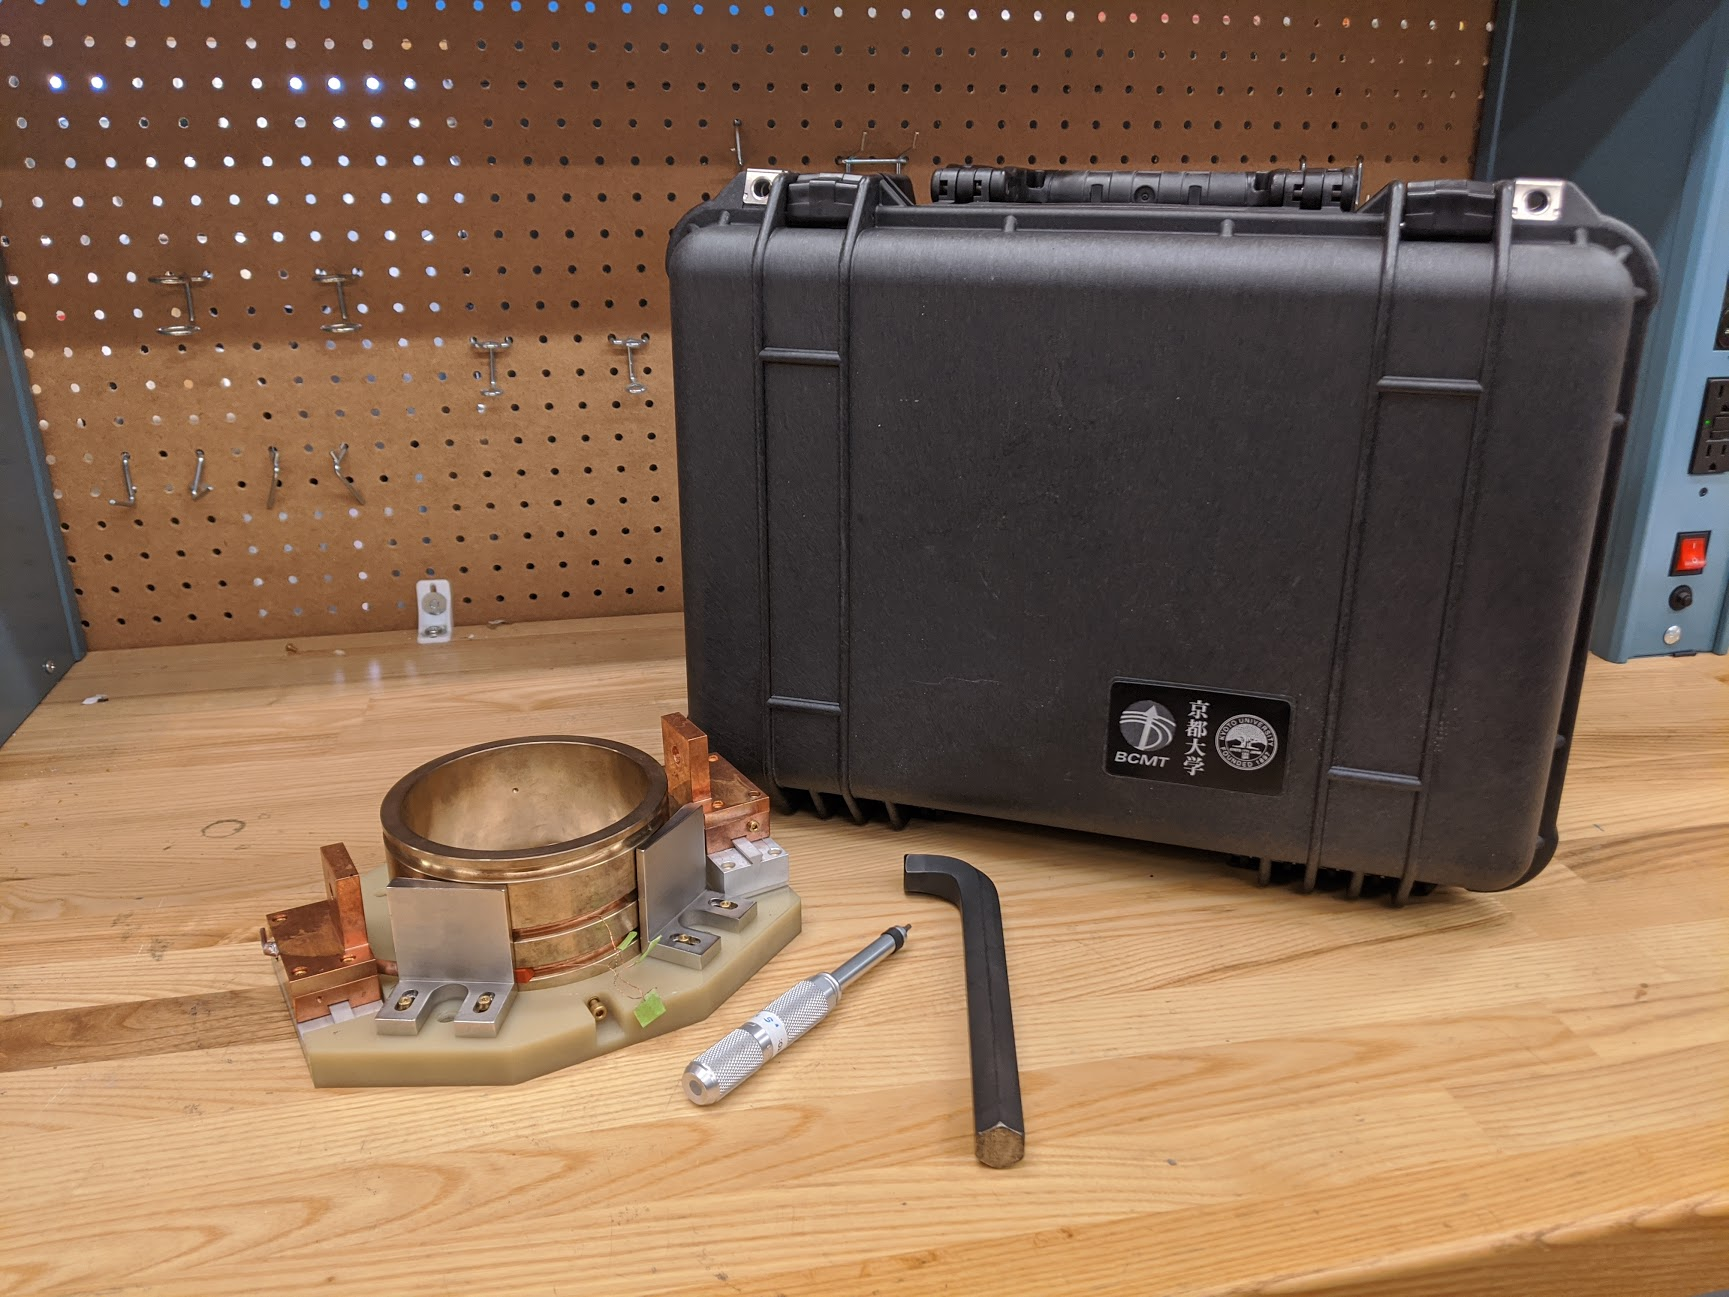 BCMT
京都大学
KYOTO UNIVERSITY
FOUNDED 1897